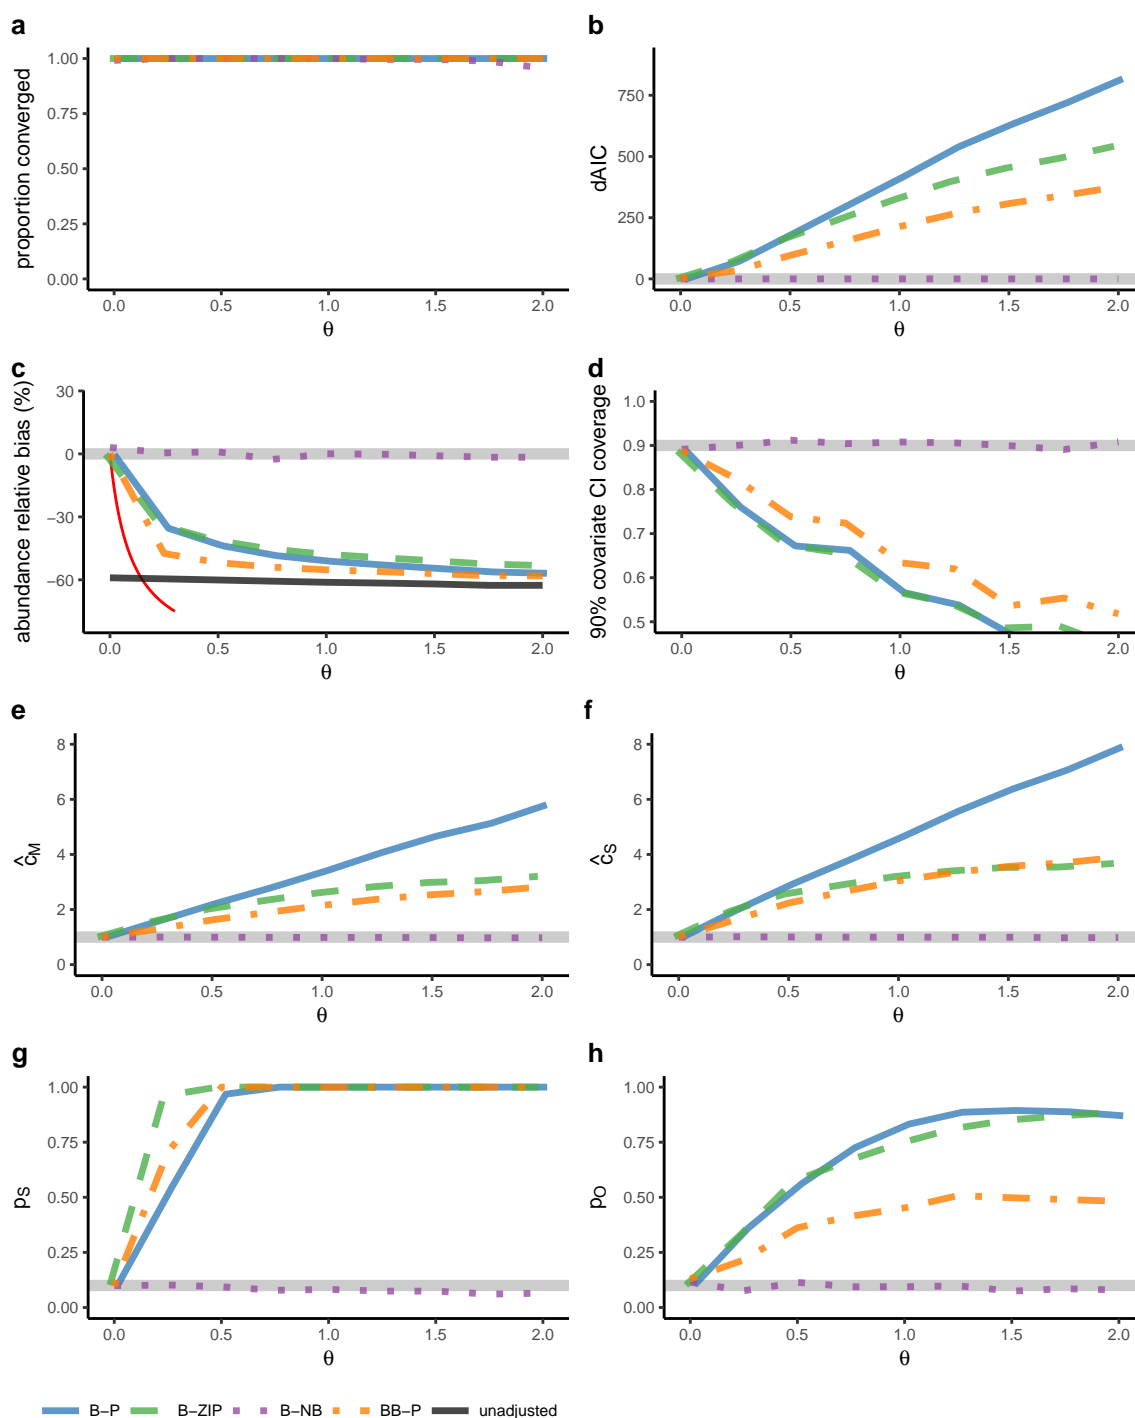 a
proportion converged
1.00
0.75
0.50
0.25
0.00
0.0 0.5 1.0 1.5 2.0
θ
b
dAIC
750
500
250
0
0.0 0.5 1.0 1.5 2.0
θ
c
abundance relative bias (%)
30
0
−30
−60
0.0 0.5 1.0 1.5 2.0
θ
d
90% covariate CI coverage
1.0
0.9
0.8
0.7
0.6
0.5
0.0 0.5 1.0 1.5 2.0
θ
e
ĉM
8
6
4
2
0
0.0 0.5 1.0 1.5 2.0
θ
f
ĉS
8
6
4
2
0
0.0 0.5 1.0 1.5 2.0
θ
g
pS
1.00
0.75
0.50
0.25
0.00
0.0 0.5 1.0 1.5 2.0
θ
h
pO
1.00
0.75
0.50
0.25
0.00
0.0 0.5 1.0 1.5 2.0
θ
B−P B−ZIP B−NB BB−P unadjusted